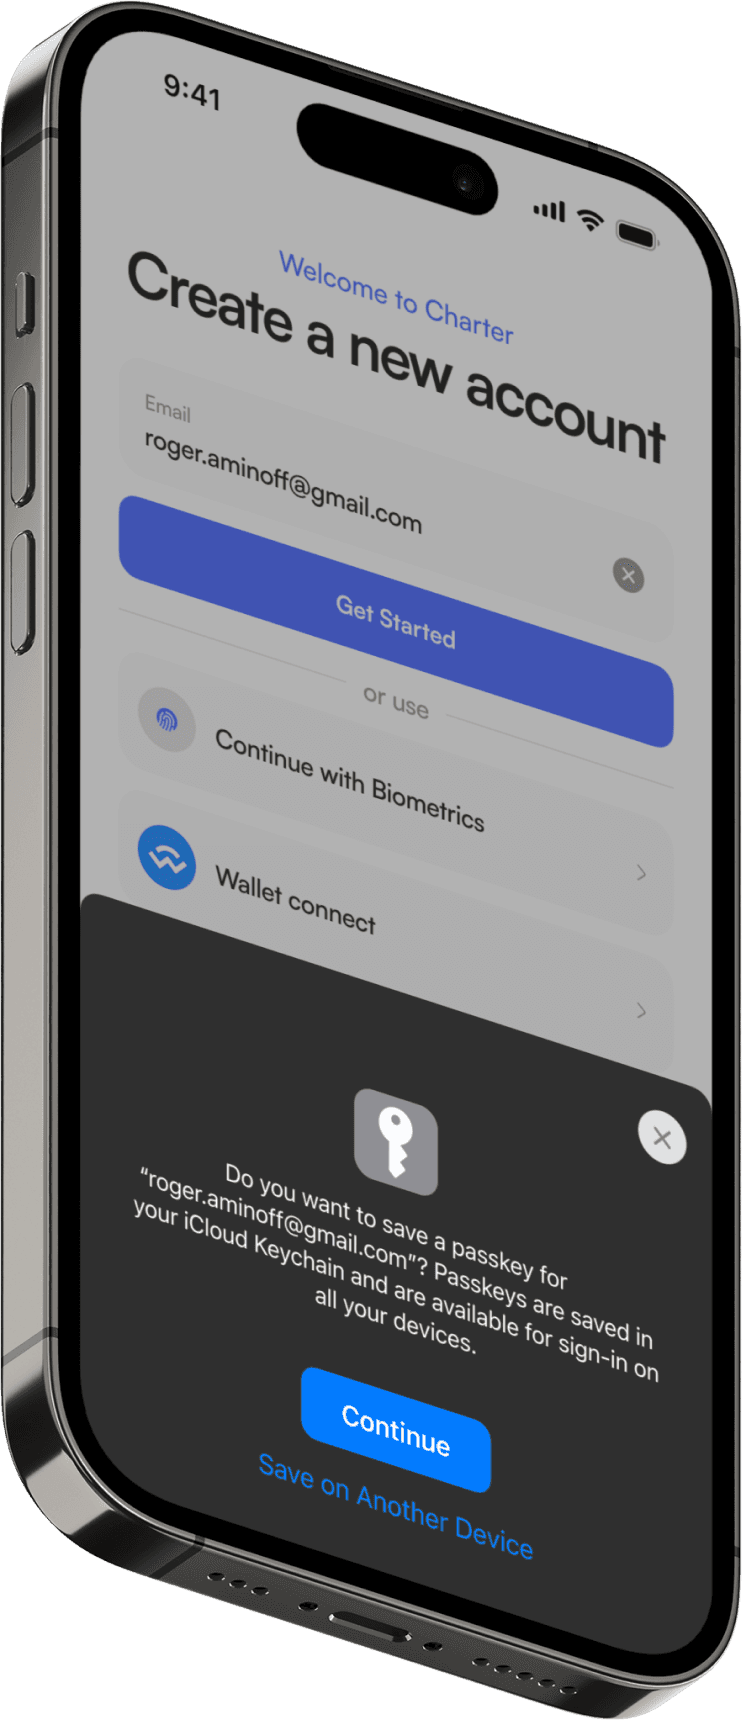 9:41
Welcome to Charter
Create a new account
Email
roger.aminoff@gmail.com
Get Started
or use
Continue with Biometrics
Wallet connect
Do you want to save a passkey for
“roger.aminoff@gmail.com”? Passkeys are saved in
your iCloud Keychain and are available for sign-in on
all your devices.
Continue
Save on Another Device